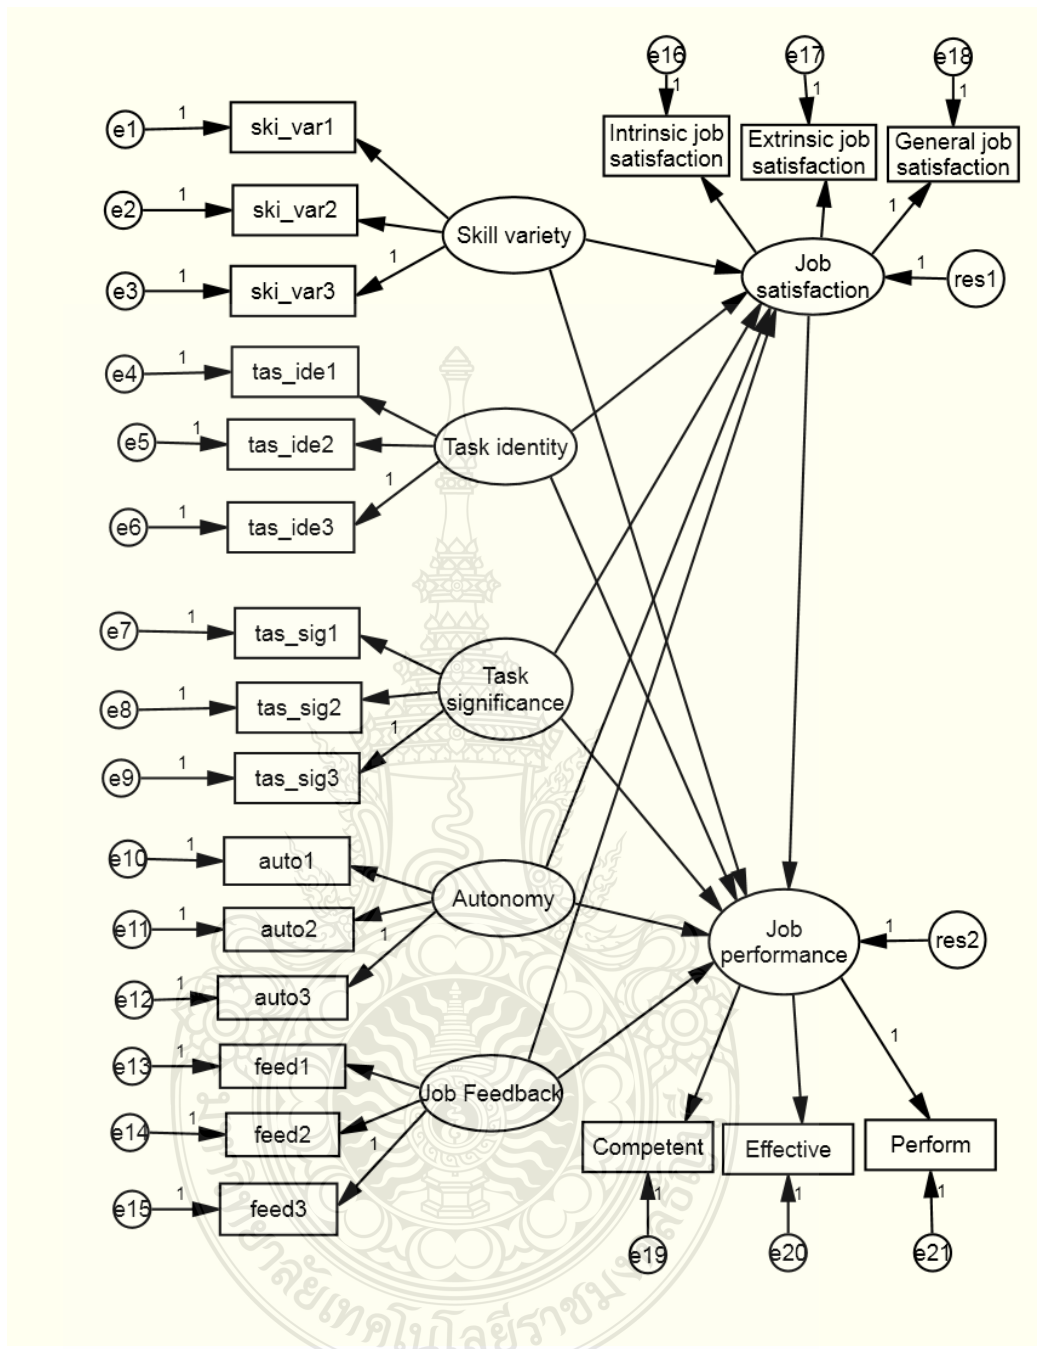 e16
e17
e18
1
1
1
Intrinsic job
satisfaction
Extrinsic job
satisfaction
General job
satisfaction
1
e1
1
ski_var1
e2
1
ski_var2
e3
1
ski_var3
1
Skill variety
Job
satisfaction
1
res1
e4
1
tas_ide1
e5
1
tas_ide2
e6
1
tas_ide3
1
Task identity
e7
1
tas_sig1
e8
1
tas_sig2
e9
1
tas_sig3
1
Task
significance
e10
1
auto1
e11
1
auto2
e12
1
auto3
1
Autonomy
Job
performance
1
res2
e13
1
feed1
e14
1
feed2
e15
1
feed3
1
Job Feedback
1
Competent
Effective
Perform
1
1
1
e19
e20
e21